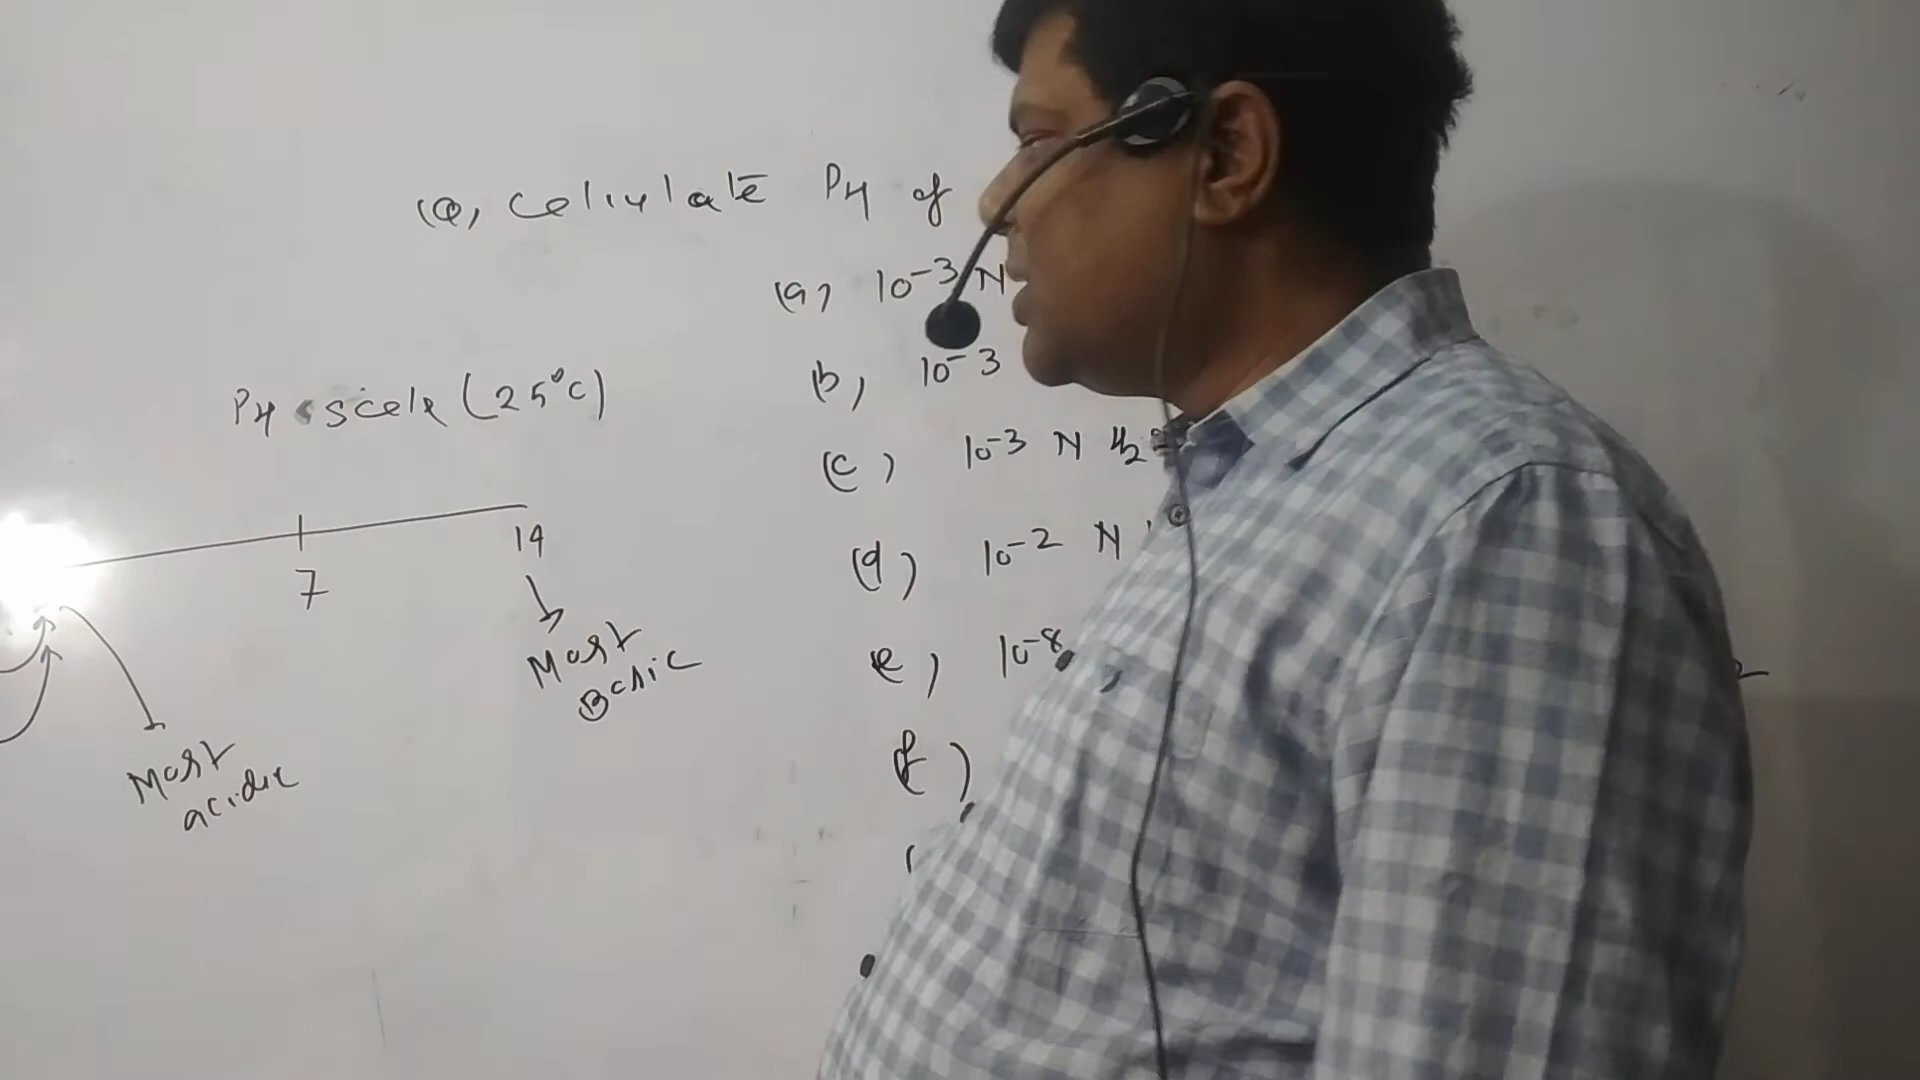 (Q) Calculate PH of
(a) 10⁻³ N
(b) 10⁻³
(c) 10⁻³ N H₂
(d) 10⁻² N
e) 10⁻⁸
f)
PH scale (25°C)
7
14
Most
Basic
Most
acidic